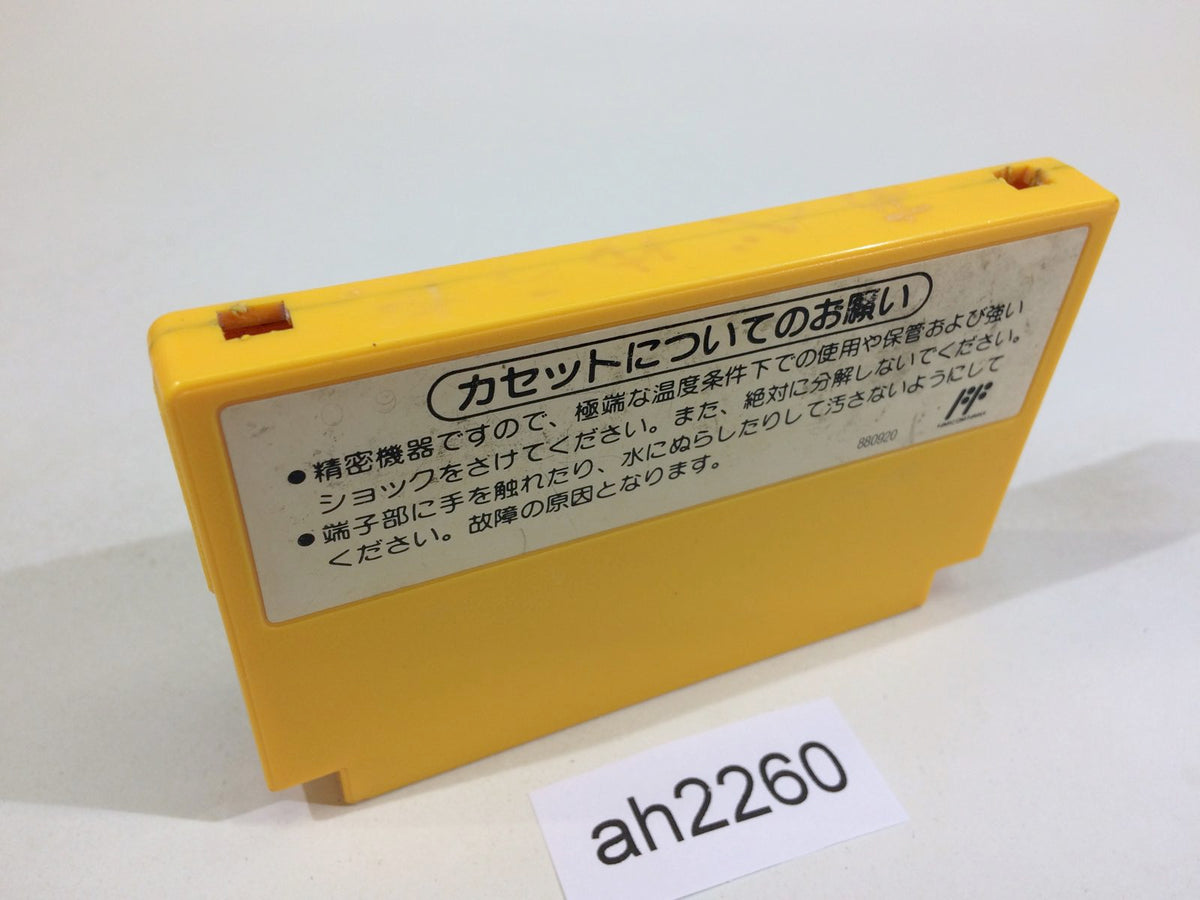 カセットについてのお願い
●精密機器ですので、極端な温度条件下での使用や保管および強い
ショックをさけてください。また、絶対に分解しないでください。
●端子部に手を触れたり、水にぬらしたりして汚さないようにして
ください。故障の原因となります。
880920
ah2260